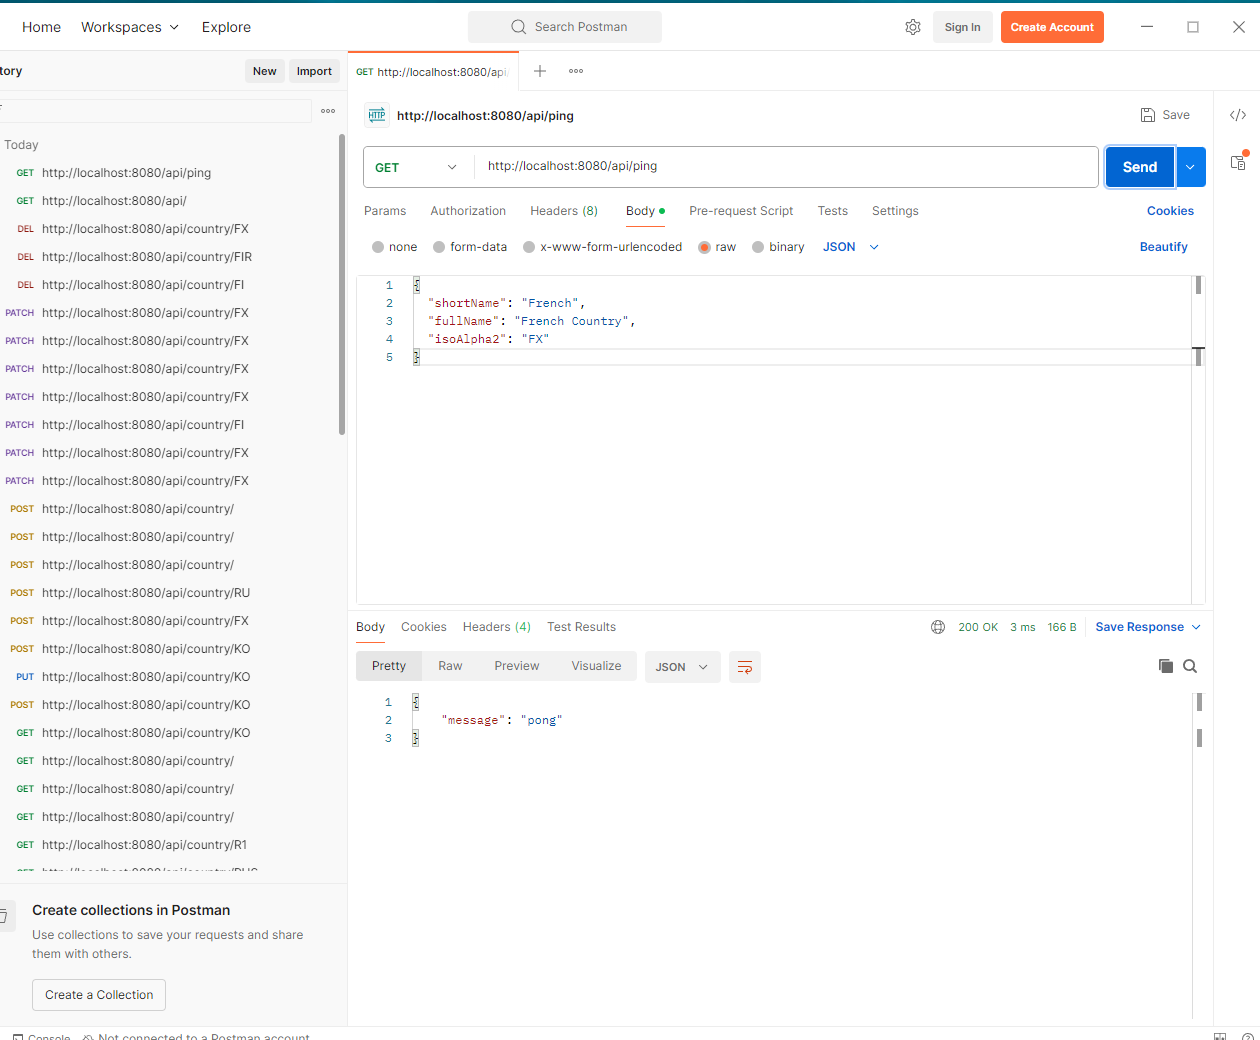 Home Workspaces Explore Search Postman Sign In Create Account
tory New Import
Today
GET http://localhost:8080/api/ping
GET http://localhost:8080/api/
DEL http://localhost:8080/api/country/FX
DEL http://localhost:8080/api/country/FIR
DEL http://localhost:8080/api/country/FI
PATCH http://localhost:8080/api/country/FX
PATCH http://localhost:8080/api/country/FX
PATCH http://localhost:8080/api/country/FX
PATCH http://localhost:8080/api/country/FX
PATCH http://localhost:8080/api/country/FI
PATCH http://localhost:8080/api/country/FX
PATCH http://localhost:8080/api/country/FX
POST http://localhost:8080/api/country/
POST http://localhost:8080/api/country/
POST http://localhost:8080/api/country/
POST http://localhost:8080/api/country/RU
POST http://localhost:8080/api/country/FX
POST http://localhost:8080/api/country/KO
PUT http://localhost:8080/api/country/KO
POST http://localhost:8080/api/country/KO
GET http://localhost:8080/api/country/KO
GET http://localhost:8080/api/country/
GET http://localhost:8080/api/country/
GET http://localhost:8080/api/country/
GET http://localhost:8080/api/country/R1
Create collections in Postman
Use collections to save your requests and share
them with others.
Create a Collection
GET http://localhost:8080/api/
HTTP http://localhost:8080/api/ping Save </>
GET http://localhost:8080/api/ping Send
Params Authorization Headers (8) Body Pre-request Script Tests Settings Cookies
none form-data x-www-form-urlencoded raw binary JSON Beautify
1 {
2 "shortName": "French",
3 "fullName": "French Country",
4 "isoAlpha2": "FX"
5 }
Body Cookies Headers (4) Test Results 200 OK 3 ms 166 B Save Response
Pretty Raw Preview Visualize JSON
1 {
2 "message": "pong"
3 }
Console Not connected to a Postman account